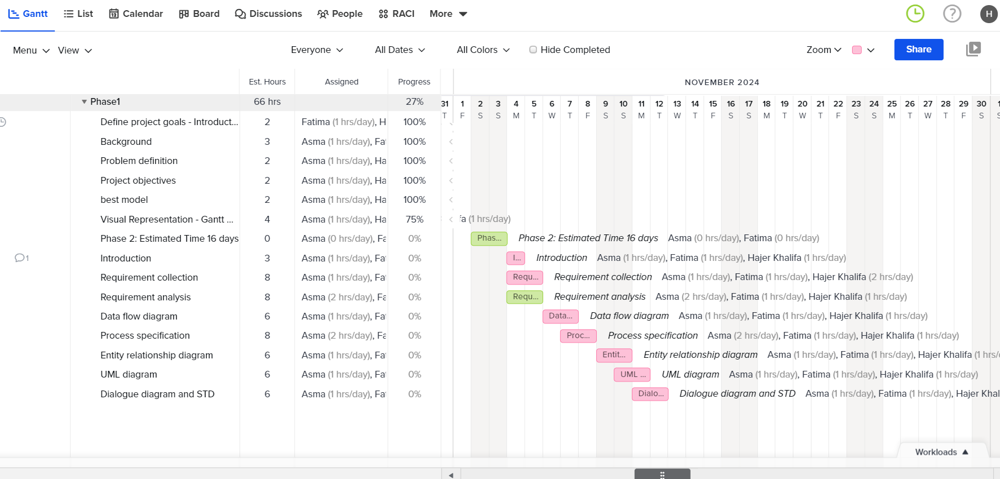 Gantt List Calendar Board Discussions People RACI More H
Menu View Everyone All Dates All Colors Hide Completed Zoom Share
Est. Hours Assigned Progress NOVEMBER 2024
Phase1 66 hrs 27%
31 1 2 3 4 5 6 7 8 9 10 11 12 13 14 15 16 17 18 19 20 21 22 23 24 25 26 27 28 29 30
T F S S M T W T F S S M T W T F S S M T W T F S S M T W T F S S
Define project goals - Introduct... 2 Fatima (1 hrs/day), H 100%
Background 3 Asma (1 hrs/day), Fa 100%
Problem definition 2 Asma (1 hrs/day), Ha 100%
Project objectives 2 Asma (1 hrs/day), Ha 100%
best model 2 Asma (1 hrs/day), Ha 100%
Visual Representation - Gantt ... 4 Asma (1 hrs/day), Ha 75% fa (1 hrs/day)
Phase 2: Estimated Time 16 days 0 Asma (0 hrs/day), Fa 0% Phas... Phase 2: Estimated Time 16 days Asma (0 hrs/day), Fatima (0 hrs/day)
1 Introduction 3 Asma (1 hrs/day), Fa 0% I... Introduction Asma (1 hrs/day), Fatima (1 hrs/day), Hajer Khalifa (1 hrs/day)
Requirement collection 8 Asma (1 hrs/day), Fa 0% Requ... Requirement collection Asma (1 hrs/day), Fatima (1 hrs/day), Hajer Khalifa (2 hrs/day)
Requirement analysis 8 Asma (2 hrs/day), Fa 0% Requ... Requirement analysis Asma (2 hrs/day), Fatima (1 hrs/day), Hajer Khalifa (1 hrs/day)
Data flow diagram 6 Asma (1 hrs/day), Fa 0% Data... Data flow diagram Asma (1 hrs/day), Fatima (1 hrs/day), Hajer Khalifa (1 hrs/day)
Process specification 8 Asma (2 hrs/day), Fa 0% Proc... Process specification Asma (2 hrs/day), Fatima (1 hrs/day), Hajer Khalifa (1 hrs/day)
Entity relationship diagram 6 Asma (1 hrs/day), Fa 0% Entit... Entity relationship diagram Asma (1 hrs/day), Fatima (1 hrs/day), Hajer Khalifa (1 hrs/
UML diagram 6 Asma (1 hrs/day), Fa 0% UML ... UML diagram Asma (1 hrs/day), Fatima (1 hrs/day), Hajer Khalifa (1 hrs/day)
Dialogue diagram and STD 6 Asma (1 hrs/day), Fa 0% Dialo... Dialogue diagram and STD Asma (1 hrs/day), Fatima (1 hrs/day), Hajer Khal
Workloads